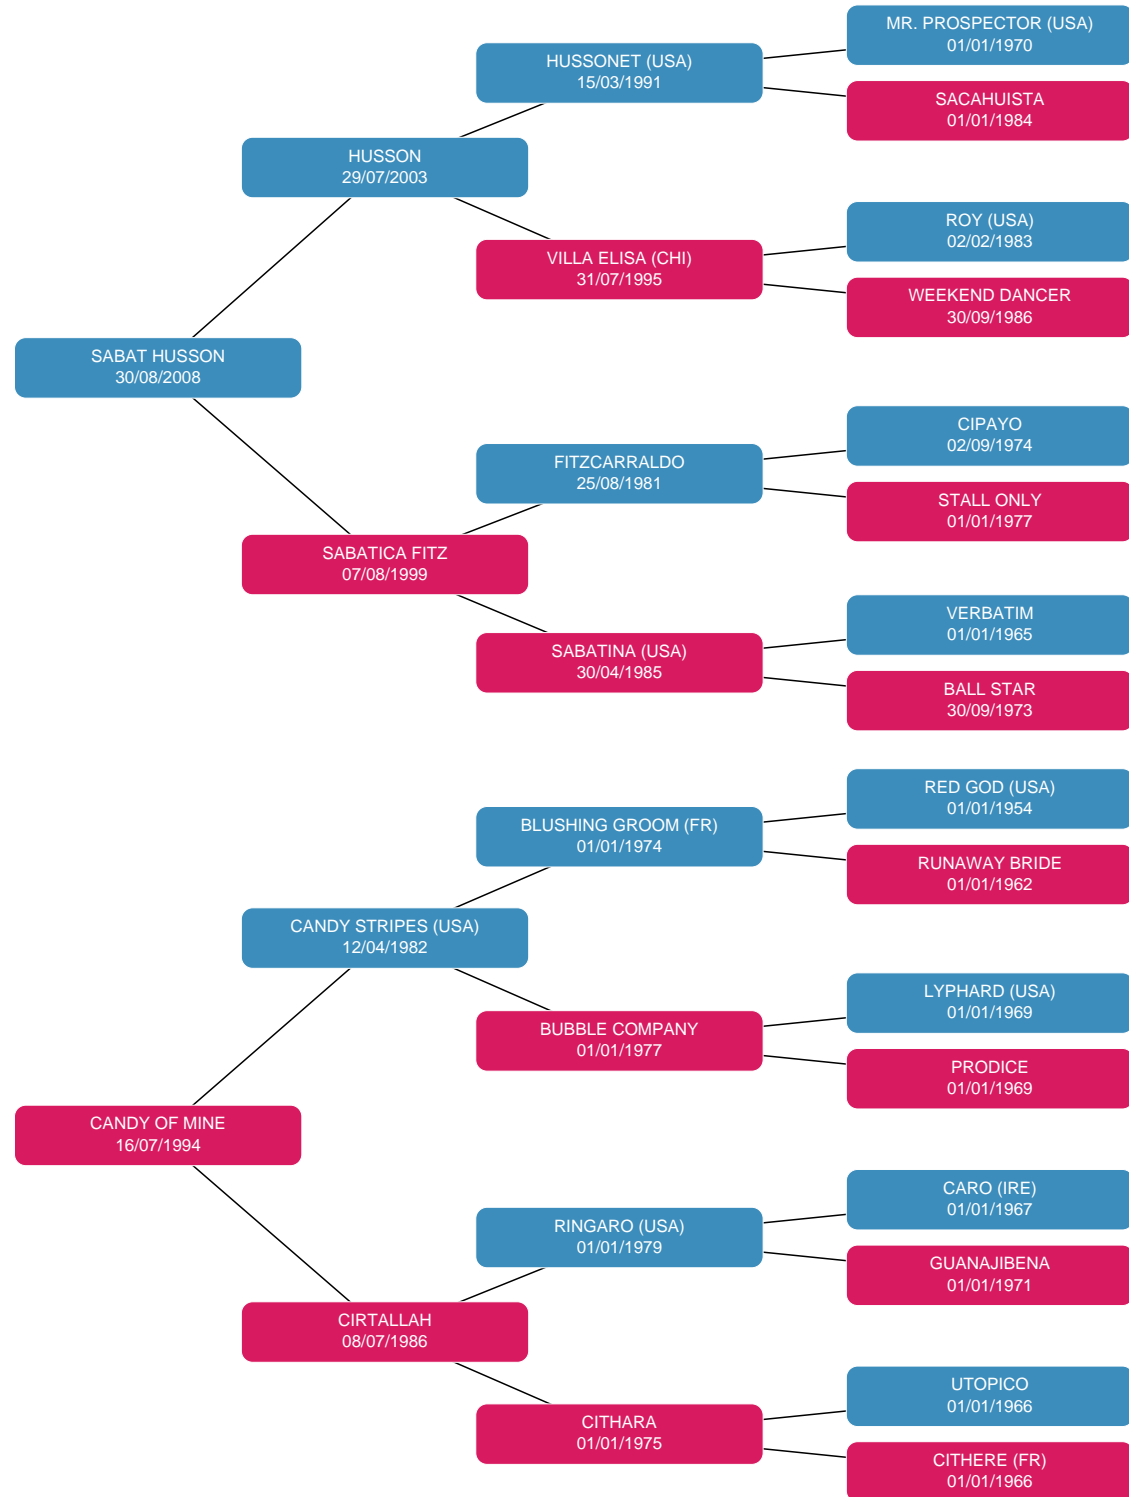 MR. PROSPECTOR (USA)
01/01/1970
HUSSONET (USA)
15/03/1991
SACAHUISTA
01/01/1984
HUSSON
29/07/2003
ROY (USA)
02/02/1983
VILLA ELISA (CHI)
31/07/1995
WEEKEND DANCER
30/09/1986
SABAT HUSSON
30/08/2008
CIPAYO
02/09/1974
FITZCARRALDO
25/08/1981
STALL ONLY
01/01/1977
SABATICA FITZ
07/08/1999
VERBATIM
01/01/1965
SABATINA (USA)
30/04/1985
BALL STAR
30/09/1973
RED GOD (USA)
01/01/1954
BLUSHING GROOM (FR)
01/01/1974
RUNAWAY BRIDE
01/01/1962
CANDY STRIPES (USA)
12/04/1982
LYPHARD (USA)
01/01/1969
BUBBLE COMPANY
01/01/1977
PRODICE
01/01/1969
CANDY OF MINE
16/07/1994
CARO (IRE)
01/01/1967
RINGARO (USA)
01/01/1979
GUANAJIBENA
01/01/1971
CIRTALLAH
08/07/1986
UTOPICO
01/01/1966
CITHARA
01/01/1975
CITHERE (FR)
01/01/1966